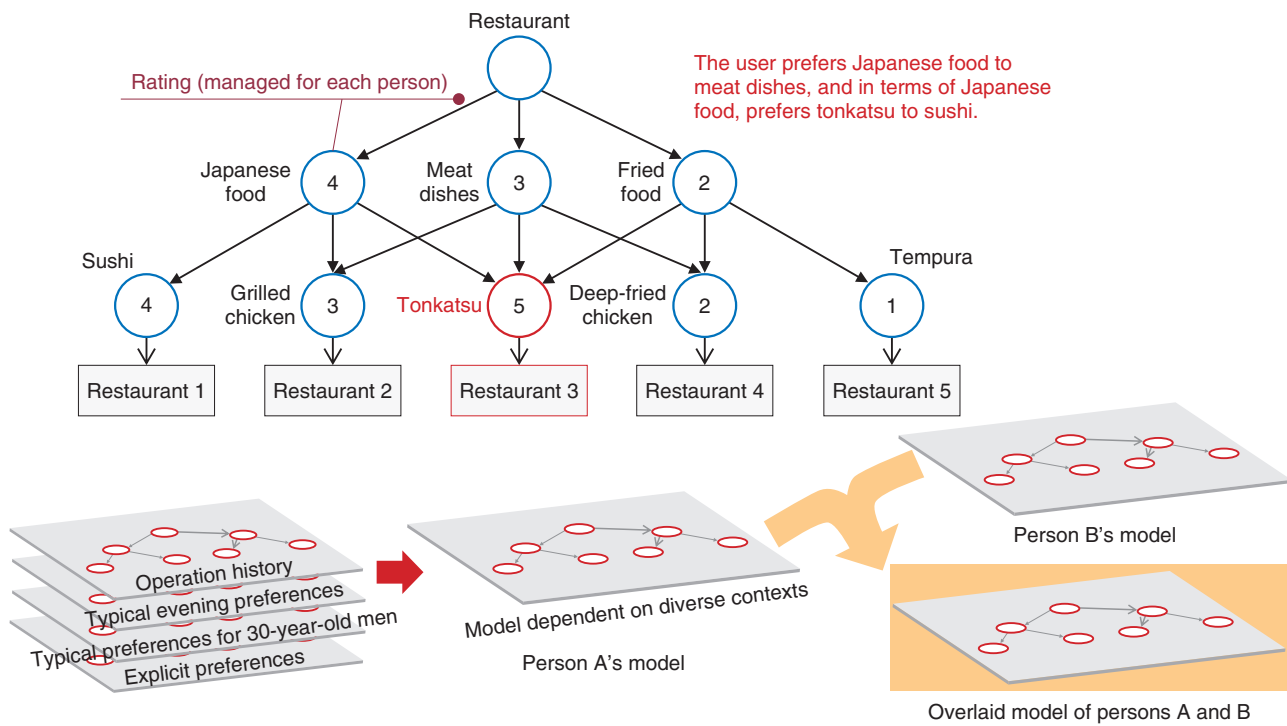 Restaurant
Rating (managed for each person)
The user prefers Japanese food to
meat dishes, and in terms of Japanese
food, prefers tonkatsu to sushi.
Japanese
food
4
Meat
dishes
3
Fried
food
2
Sushi
4
Grilled
chicken
3
Tonkatsu
5
Deep-fried
chicken
2
Tempura
1
Restaurant 1
Restaurant 2
Restaurant 3
Restaurant 4
Restaurant 5
Operation history
Typical evening preferences
Typical preferences for 30-year-old men
Explicit preferences
Model dependent on diverse contexts
Person A's model
Person B's model
Overlaid model of persons A and B